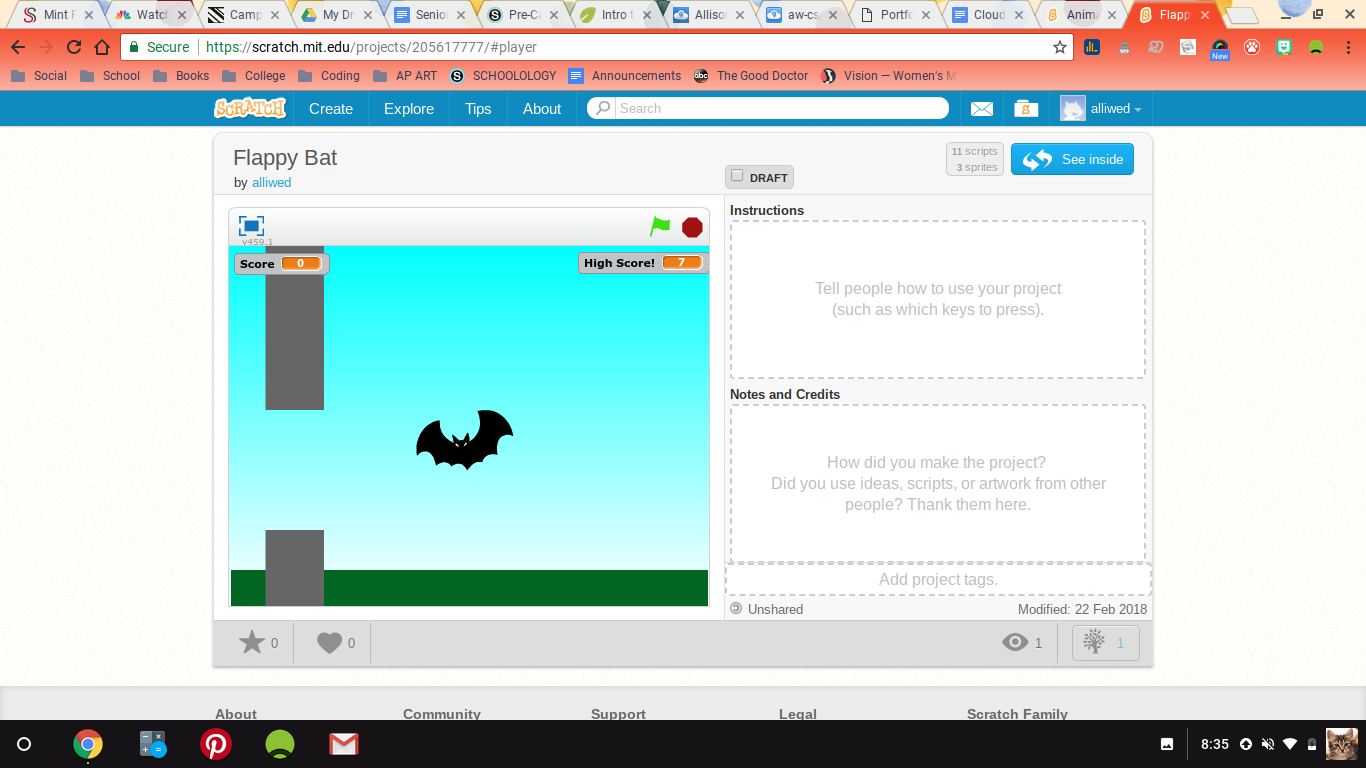 Mint F
Watch
Camp
My Dr
Senio
Pre-Ca
Intro t
Allison
aw-cs
Portfo
Cloud
Anima
Flapp
Secure
https://scratch.mit.edu/projects/205617777/#player
New
Social
School
Books
College
Coding
AP ART
SCHOOLOLOGY
Announcements
The Good Doctor
Vision — Women's M
SCRATCH
Create
Explore
Tips
About
Search
alliwed
Flappy Bat
by alliwed
DRAFT
11 scripts
3 sprites
See inside
v459.1
Score 0
High Score! 7
Instructions
Tell people how to use your project
(such as which keys to press).
Notes and Credits
How did you make the project?
Did you use ideas, scripts, or artwork from other
people? Thank them here.
Add project tags.
Unshared
Modified: 22 Feb 2018
0
0
1
1
About
Community
Support
Legal
Scratch Family
8:35